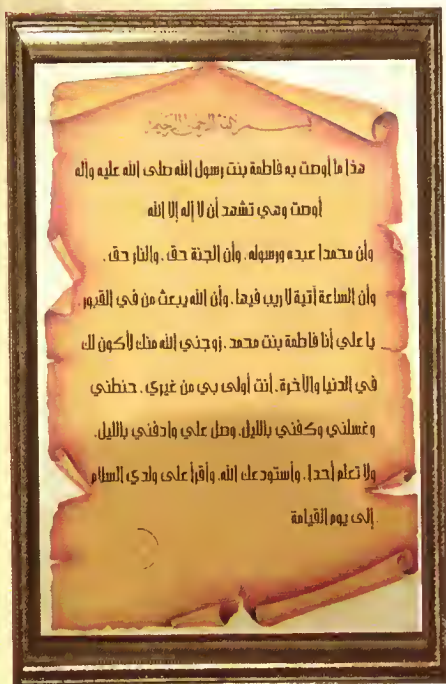 بسم الله الرحمن الرحيم
هذا ما أوصت به فاطمة بنت رسول الله صلى الله عليه وآله
أوصت وهي تشهد أن لا إله إلا الله
وأن محمدا عبده ورسوله . وأن الجنة حق . والنار حق .
وأن الساعة آتية لا ريب فيها . وأن الله يبعث من في القبور .
يا علي أنا فاطمة بنت محمد . زوجني الله منك لأكون لك
في الدنيا والآخرة . أنت أولى بي من غيري . حنطني
وغسلني وكفني بالليل . وصل علي وادفني بالليل .
ولا تعلم أحدا . وأستودعك الله . وأقرأ على ولدي السلام
إلى يوم القيامة .